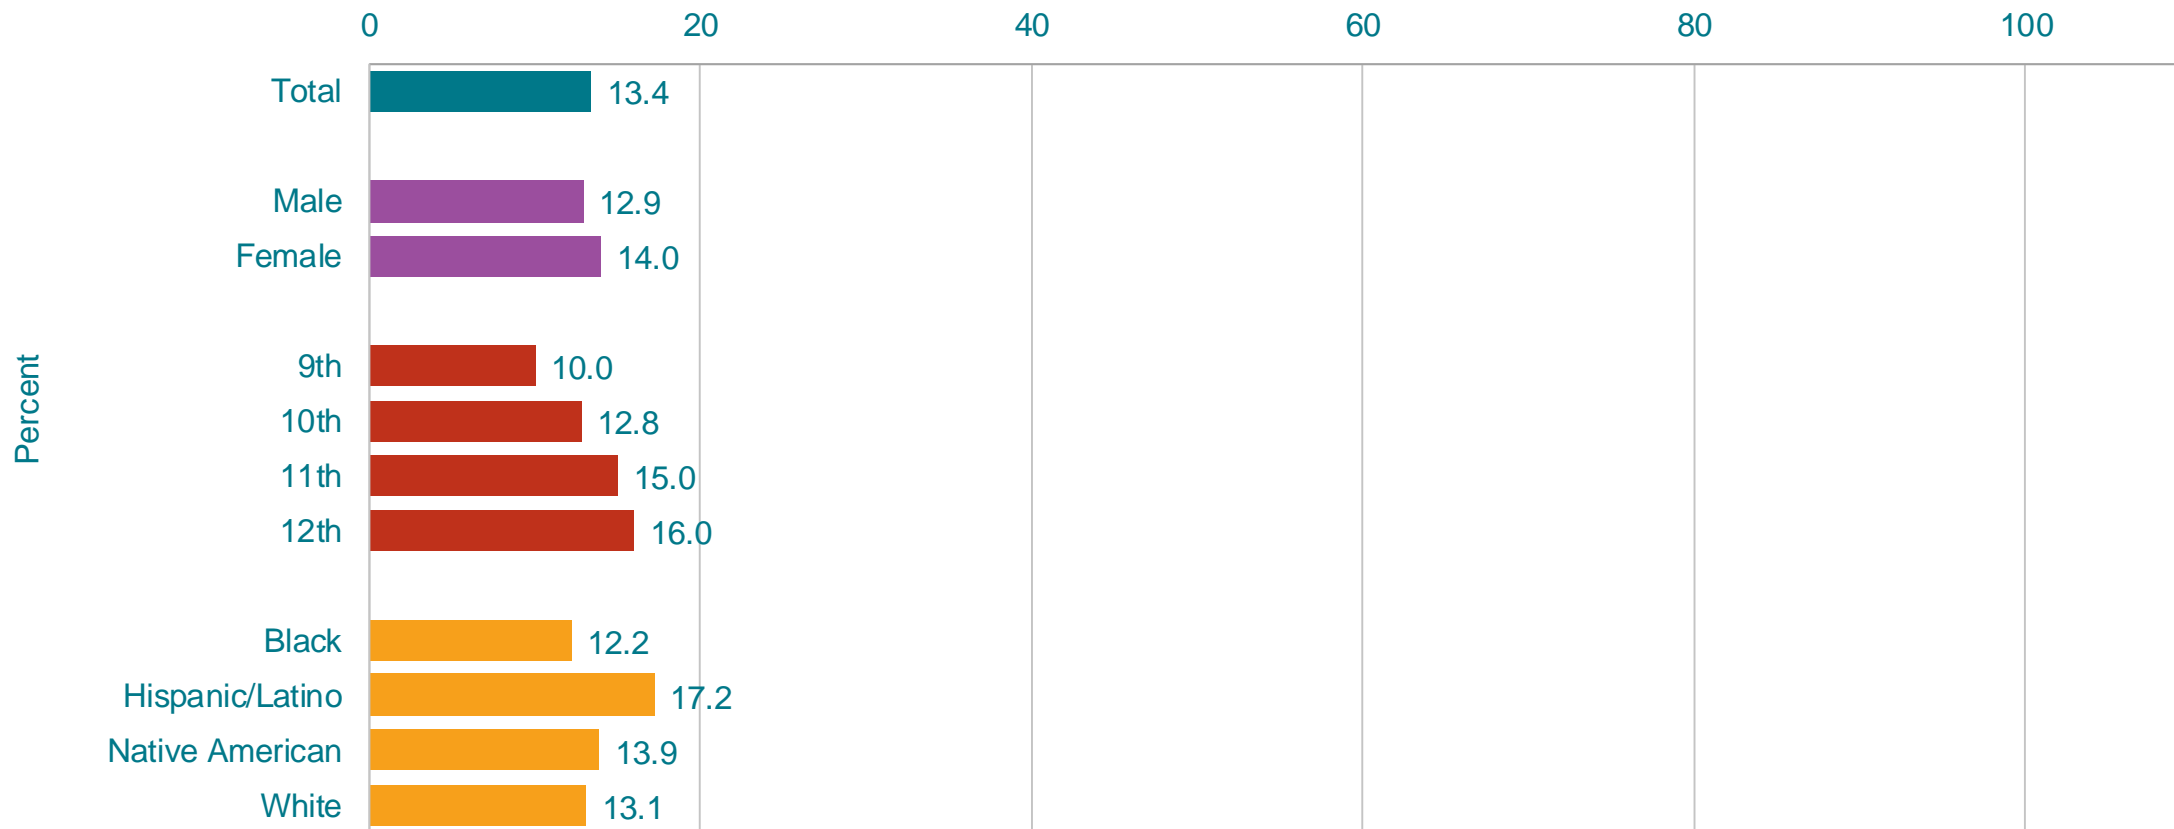 0 20 40 60 80 100
Total 13.4
Male 12.9
Female 14.0
Percent
9th 10.0
10th 12.8
11th 15.0
12th 16.0
Black 12.2
Hispanic/Latino 17.2
Native American 13.9
White 13.1